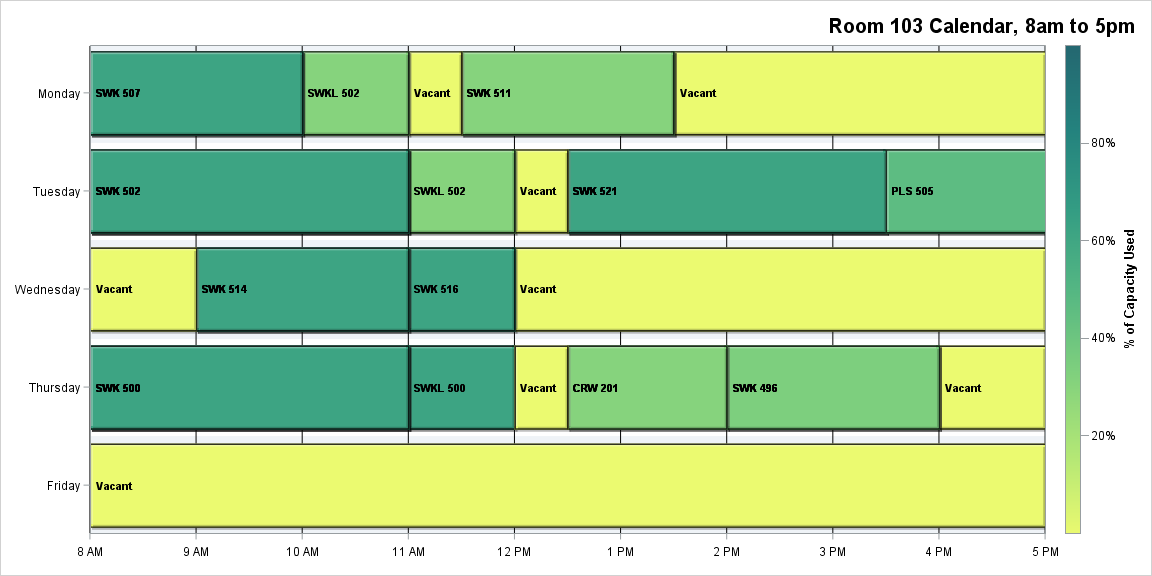 Room 103 Calendar, 8am to 5pm
Monday
SWK 507
SWKL 502
Vacant
SWK 511
Vacant
Tuesday
SWK 502
SWKL 502
Vacant
SWK 521
PLS 505
Wednesday
Vacant
SWK 514
SWK 516
Vacant
Thursday
SWK 500
SWKL 500
Vacant
CRW 201
SWK 496
Vacant
Friday
Vacant
8 AM
9 AM
10 AM
11 AM
12 PM
1 PM
2 PM
3 PM
4 PM
5 PM
80%
60%
40%
20%
% of Capacity Used